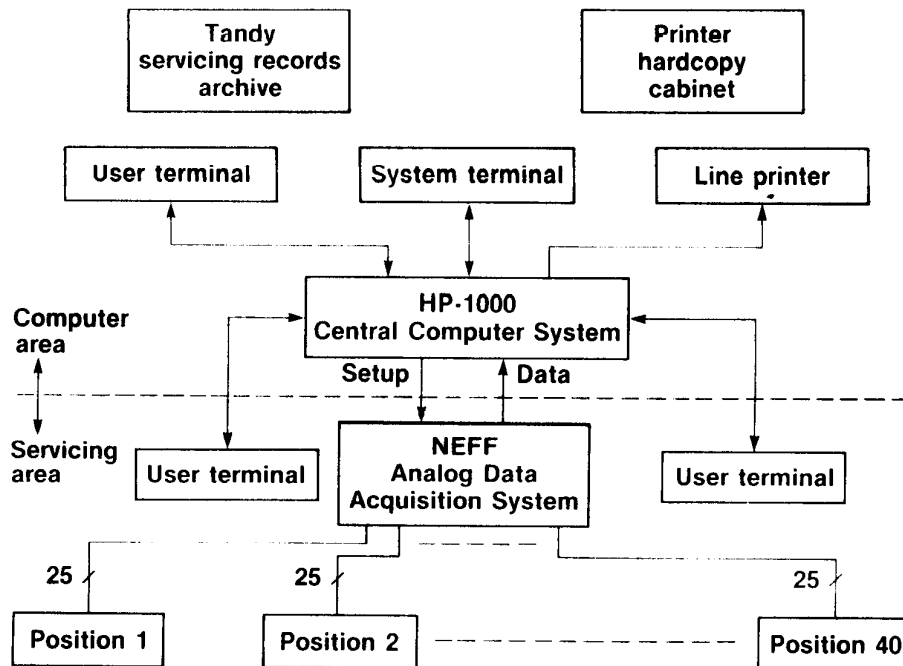 Tandy
servicing records
archive
Printer
hardcopy
cabinet
User terminal
System terminal
Line printer
HP-1000
Central Computer System
Computer
area
Setup
Data
Servicing
area
User terminal
NEFF
Analog Data
Acquisition System
User terminal
25
25
25
Position 1
Position 2
Position 40